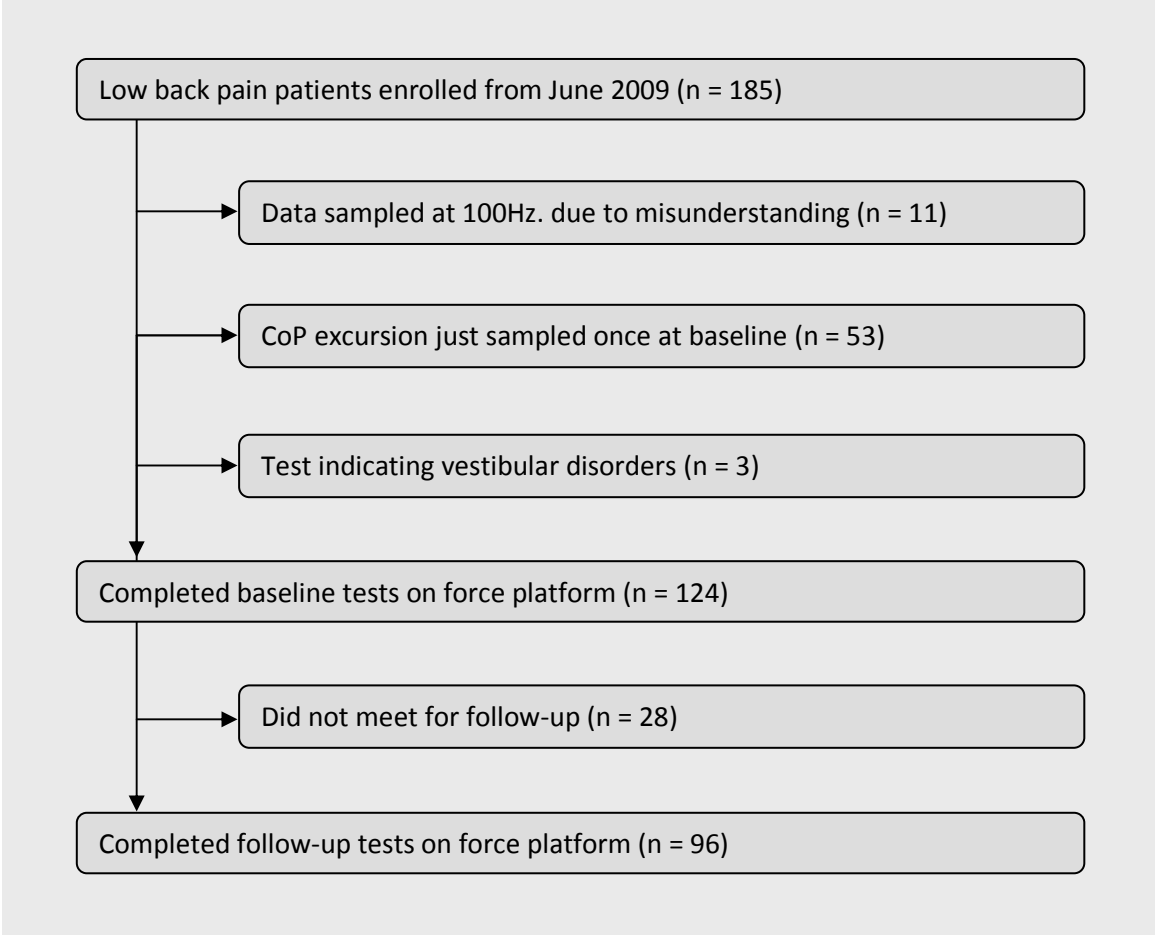 Low back pain patients enrolled from June 2009 (n = 185)
Data sampled at 100Hz. due to misunderstanding (n = 11)
CoP excursion just sampled once at baseline (n = 53)
Test indicating vestibular disorders (n = 3)
Completed baseline tests on force platform (n = 124)
Did not meet for follow-up (n = 28)
Completed follow-up tests on force platform (n = 96)